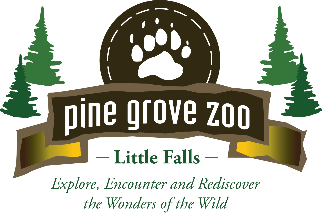 pine grove zoo
— Little Falls —
Explore, Encounter and Rediscover
the Wonders of the Wild